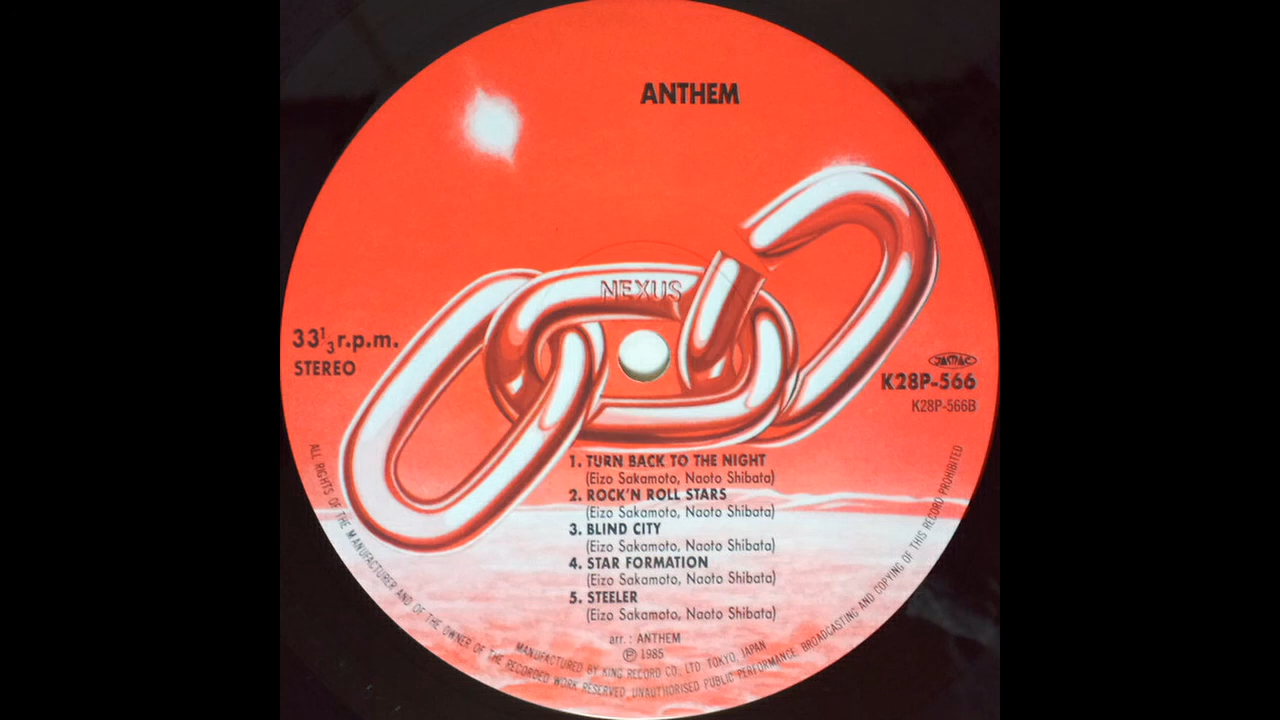 ANTHEM
NEXUS
33 1/3 r.p.m.
STEREO
JASRAC
K28P-566
K28P-566B
1. TURN BACK TO THE NIGHT
(Eizo Sakamoto, Naoto Shibata)
2. ROCK'N ROLL STARS
(Eizo Sakamoto, Naoto Shibata)
3. BLIND CITY
(Eizo Sakamoto, Naoto Shibata)
4. STAR FORMATION
(Eizo Sakamoto, Naoto Shibata)
5. STEELER
(Eizo Sakamoto, Naoto Shibata)
arr. : ANTHEM
Ⓟ 1985
MANUFACTURED BY KING RECORD CO., LTD. TOKYO, JAPAN
ALL RIGHTS OF THE MANUFACTURER AND OF THE OWNER OF THE RECORDED WORK RESERVED, UNAUTHORISED PUBLIC PERFORMANCE, BROADCASTING AND COPYING OF THIS RECORD PROHIBITED